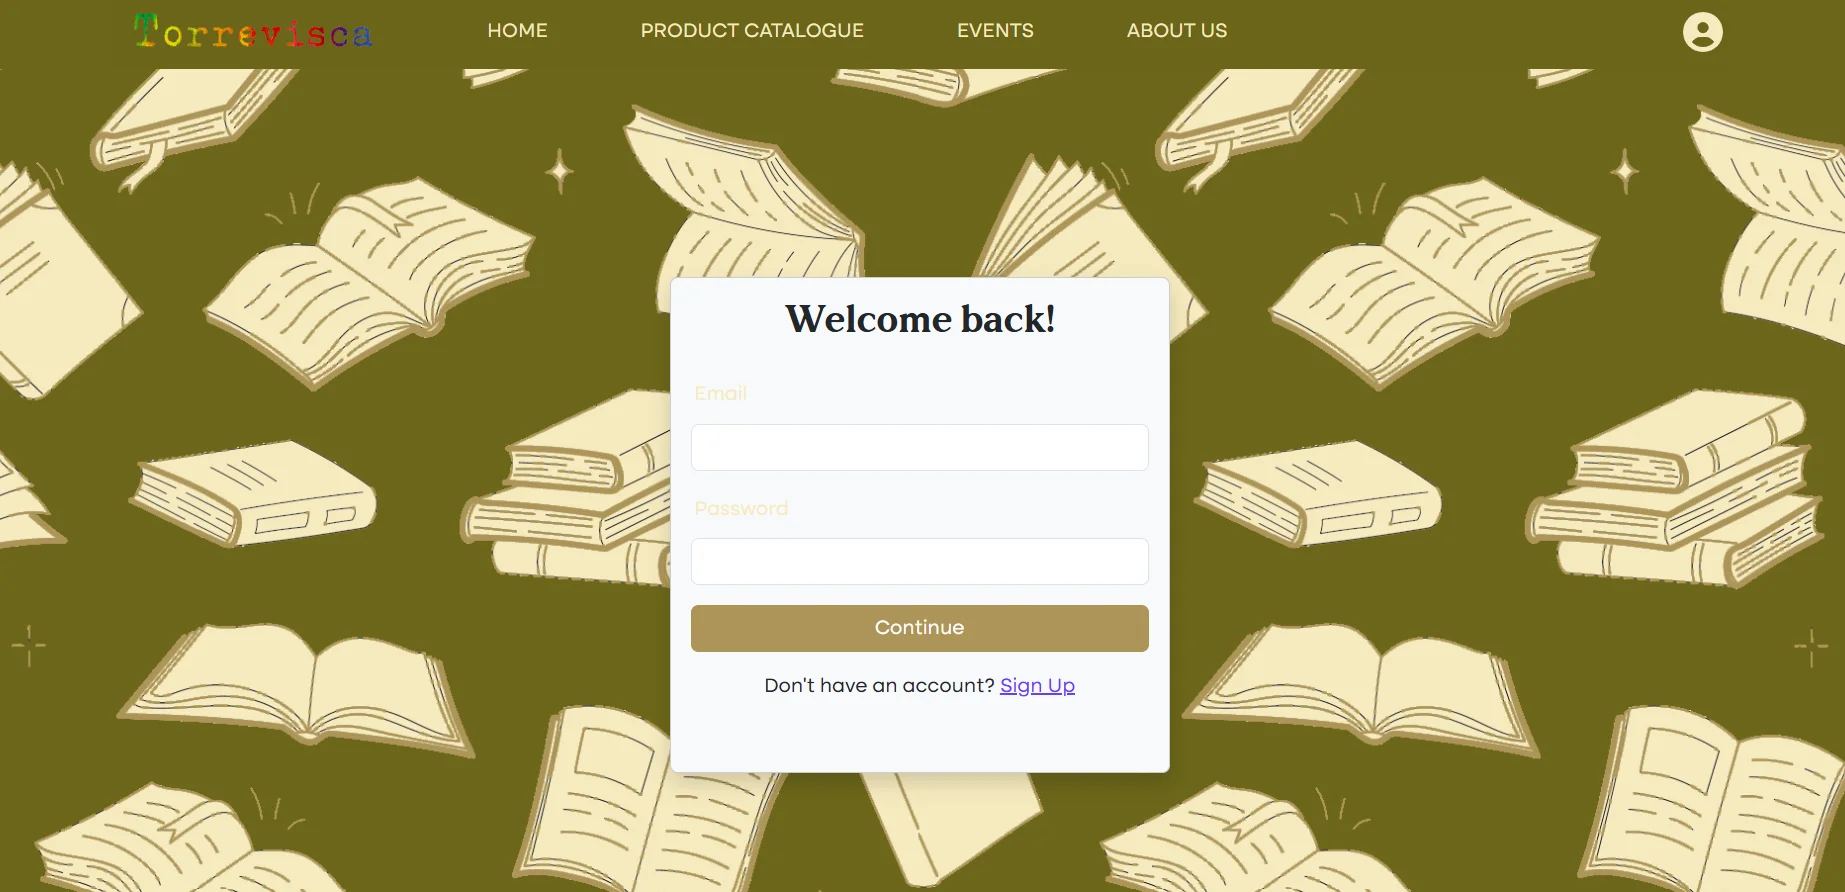 Torrevisca
HOME
PRODUCT CATALOGUE
EVENTS
ABOUT US
Welcome back!
Email
Password
Continue
Don't have an account? Sign Up